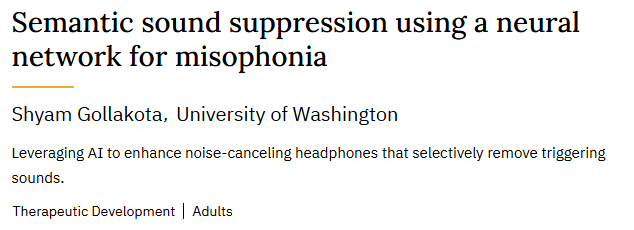 Semantic sound suppression using a neural
network for misophonia
Shyam Gollakota, University of Washington
Leveraging AI to enhance noise-canceling headphones that selectively remove triggering
sounds.
Therapeutic Development | Adults